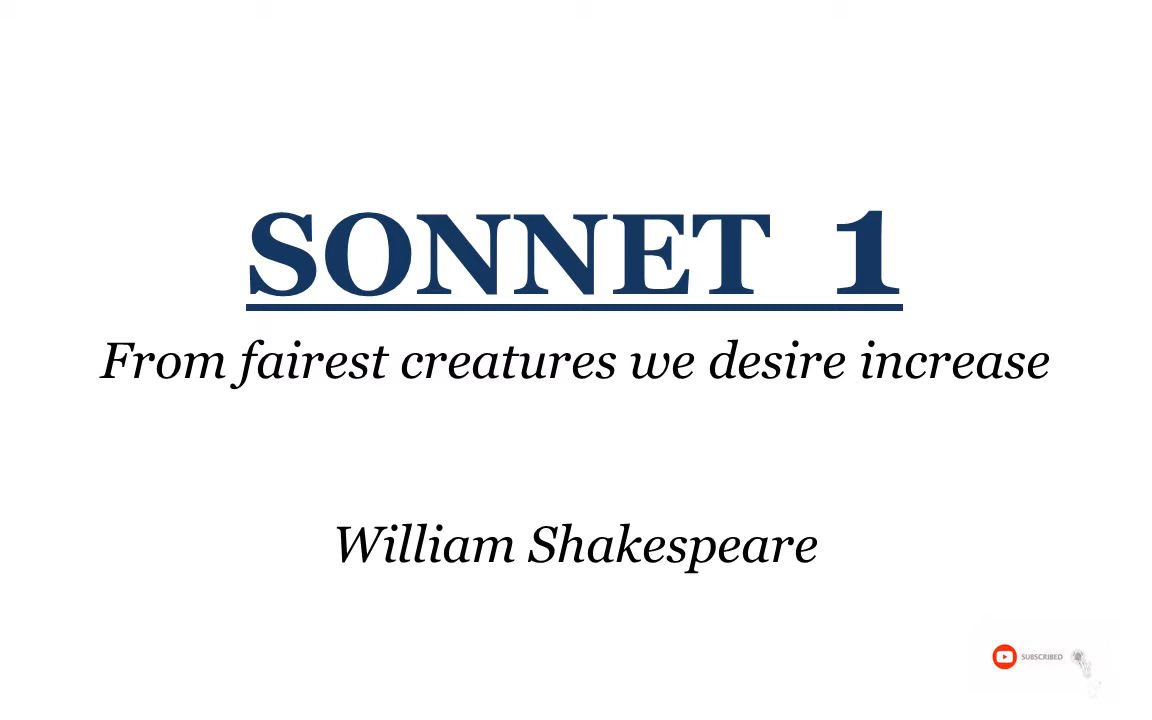 SONNET 1
From fairest creatures we desire increase
William Shakespeare
SUBSCRIBED